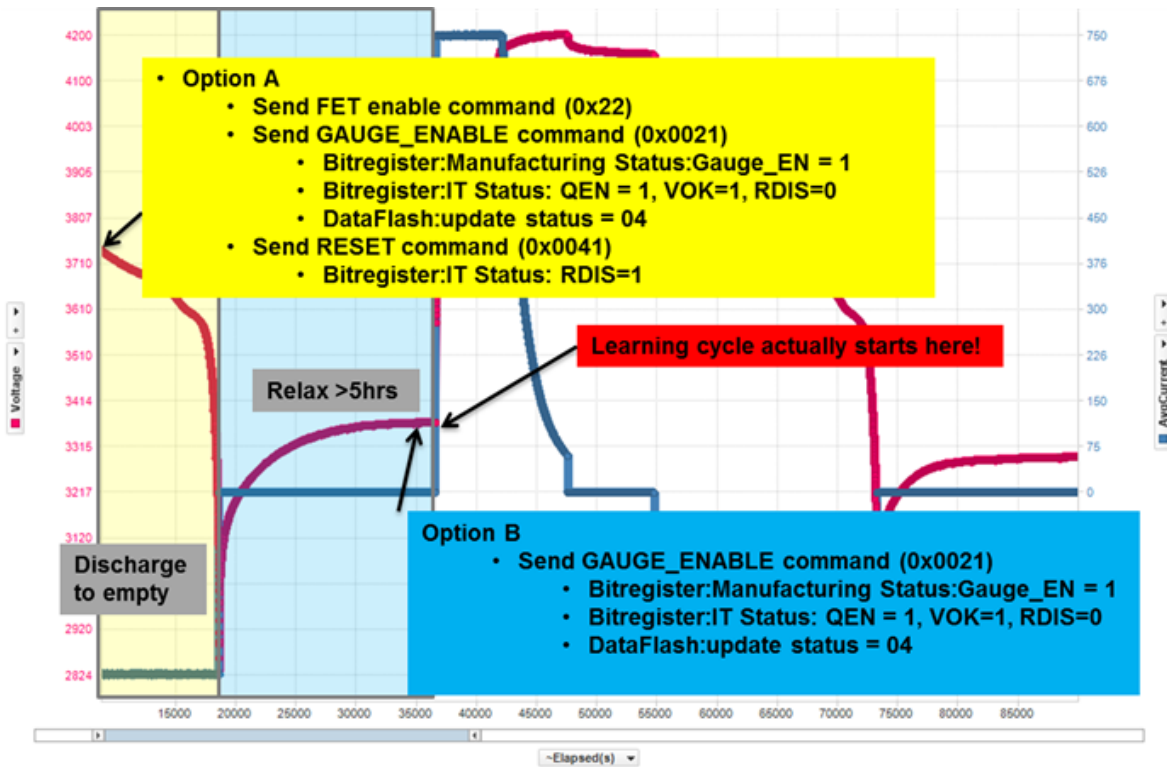 4200
4100
4003
3905
3807
3710
3610
3510
3414
3315
3217
3120
2920
2824
Voltage
• Option A
• Send FET enable command (0x22)
• Send GAUGE_ENABLE command (0x0021)
• Bitregister:Manufacturing Status:Gauge_EN = 1
• Bitregister:IT Status: QEN = 1, VOK=1, RDIS=0
• DataFlash:update status = 04
• Send RESET command (0x0041)
• Bitregister:IT Status: RDIS=1
Learning cycle actually starts here!
Relax >5hrs
Discharge
to empty
Option B
• Send GAUGE_ENABLE command (0x0021)
• Bitregister:Manufacturing Status:Gauge_EN = 1
• Bitregister:IT Status: QEN = 1, VOK=1, RDIS=0
• DataFlash:update status = 04
750
676
600
526
450
376
300
226
150
75
0
AvgCurrent
15000 20000 25000 30000 35000 40000 45000 50000 55000 60000 65000 70000 75000 80000 85000
~Elapsed(s)